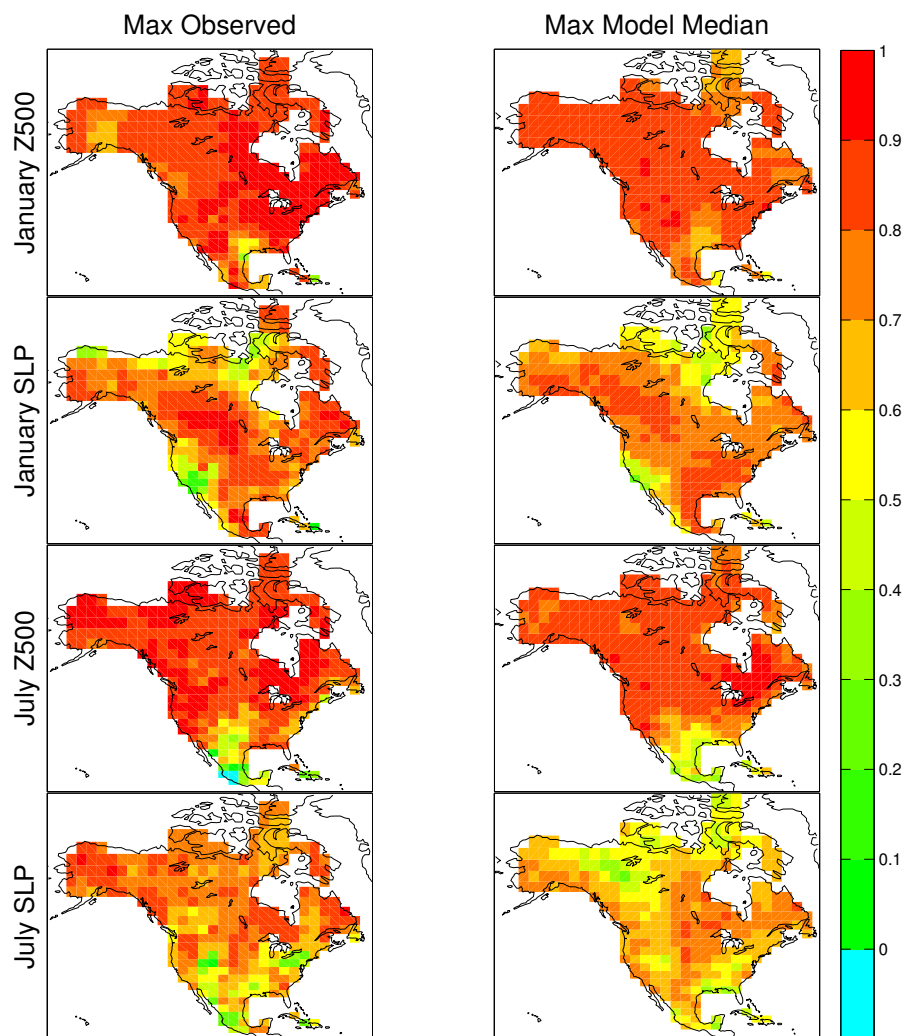 Max Observed
Max Model Median
January Z500
January SLP
July Z500
July SLP
1
0.9
0.8
0.7
0.6
0.5
0.4
0.3
0.2
0.1
0